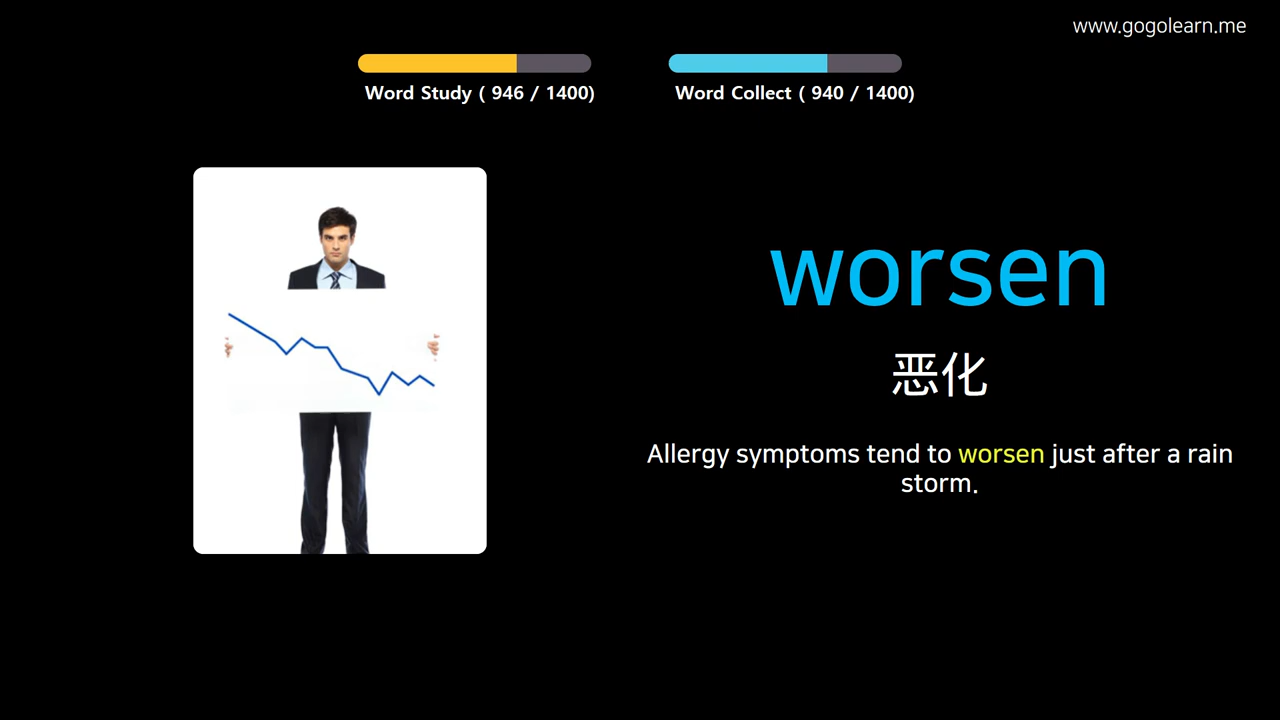 www.gogolearn.me
Word Study ( 946 / 1400)
Word Collect ( 940 / 1400)
worsen
恶化
Allergy symptoms tend to worsen just after a rain
storm.